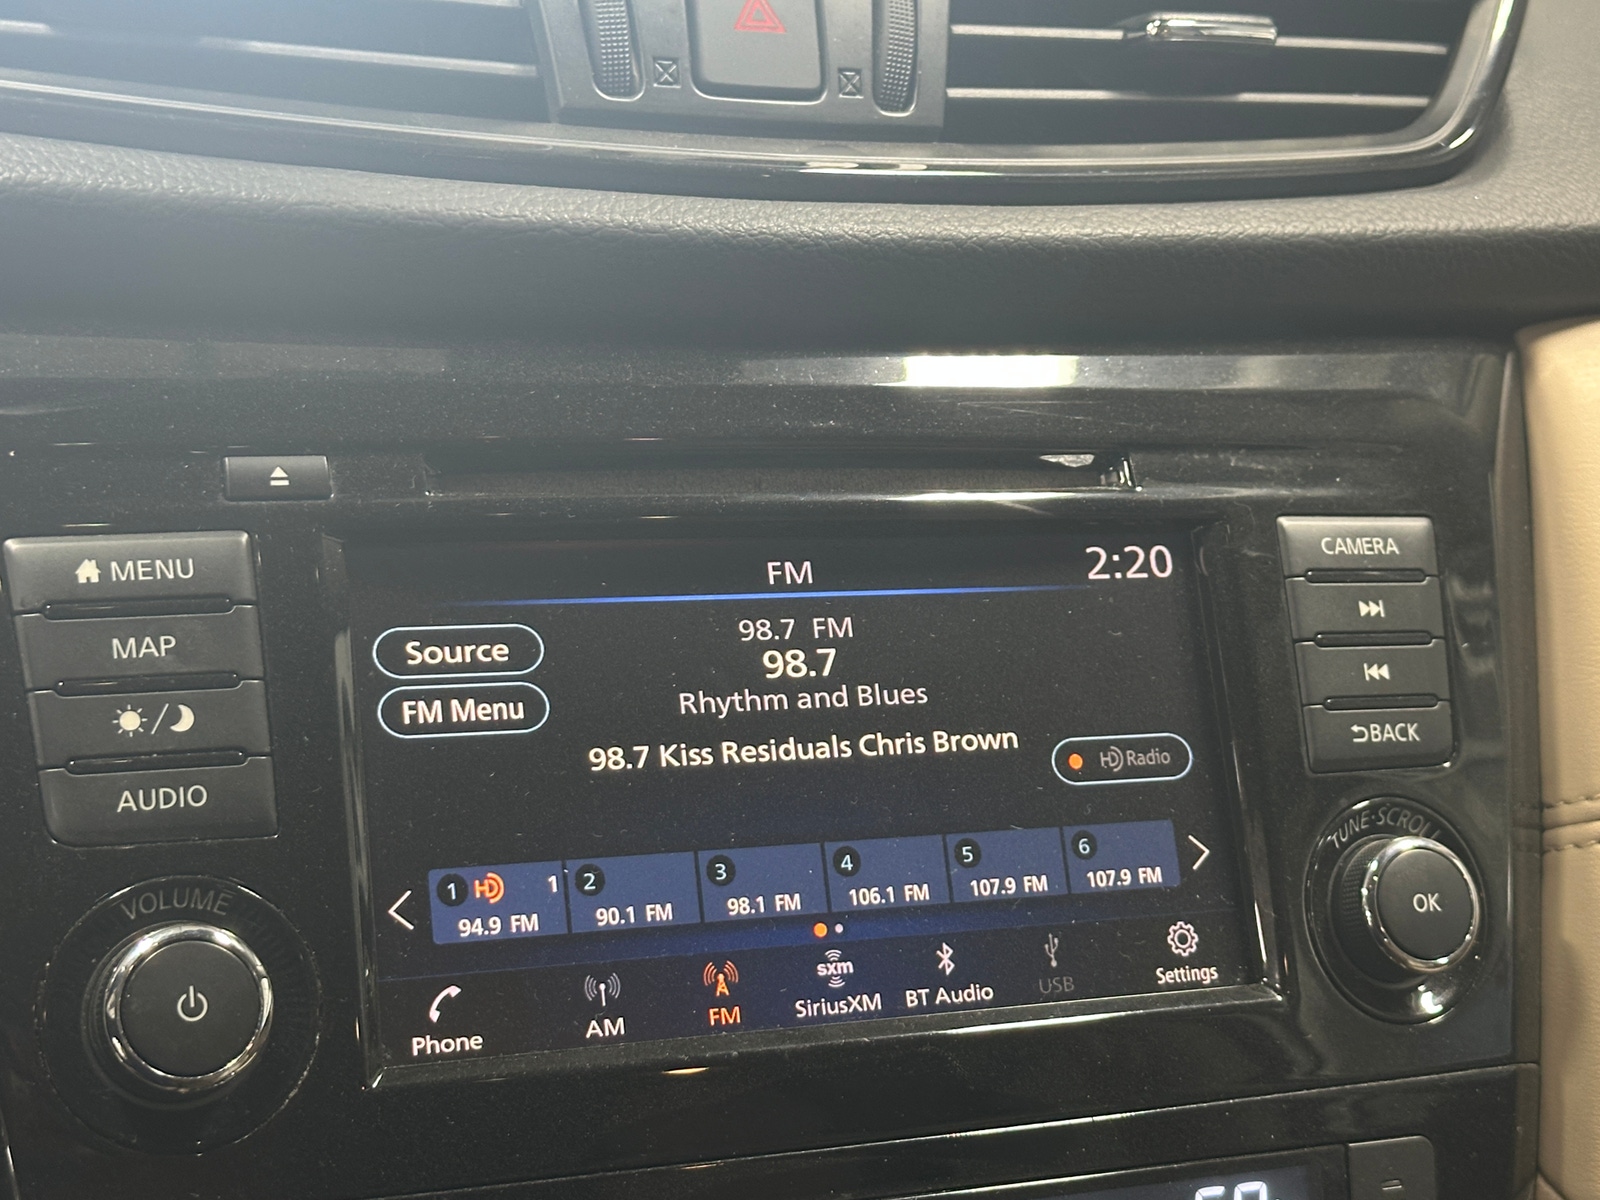 MENU
MAP
AUDIO
VOLUME
FM
2:20
Source
FM Menu
98.7 FM
98.7
Rhythm and Blues
98.7 Kiss Residuals Chris Brown
HD Radio
1 HD 1
94.9 FM
2
90.1 FM
3
98.1 FM
4
106.1 FM
5
107.9 FM
6
107.9 FM
Phone
AM
FM
sxm
SiriusXM
BT Audio
USB
Settings
CAMERA
BACK
TUNE·SCROLL
OK